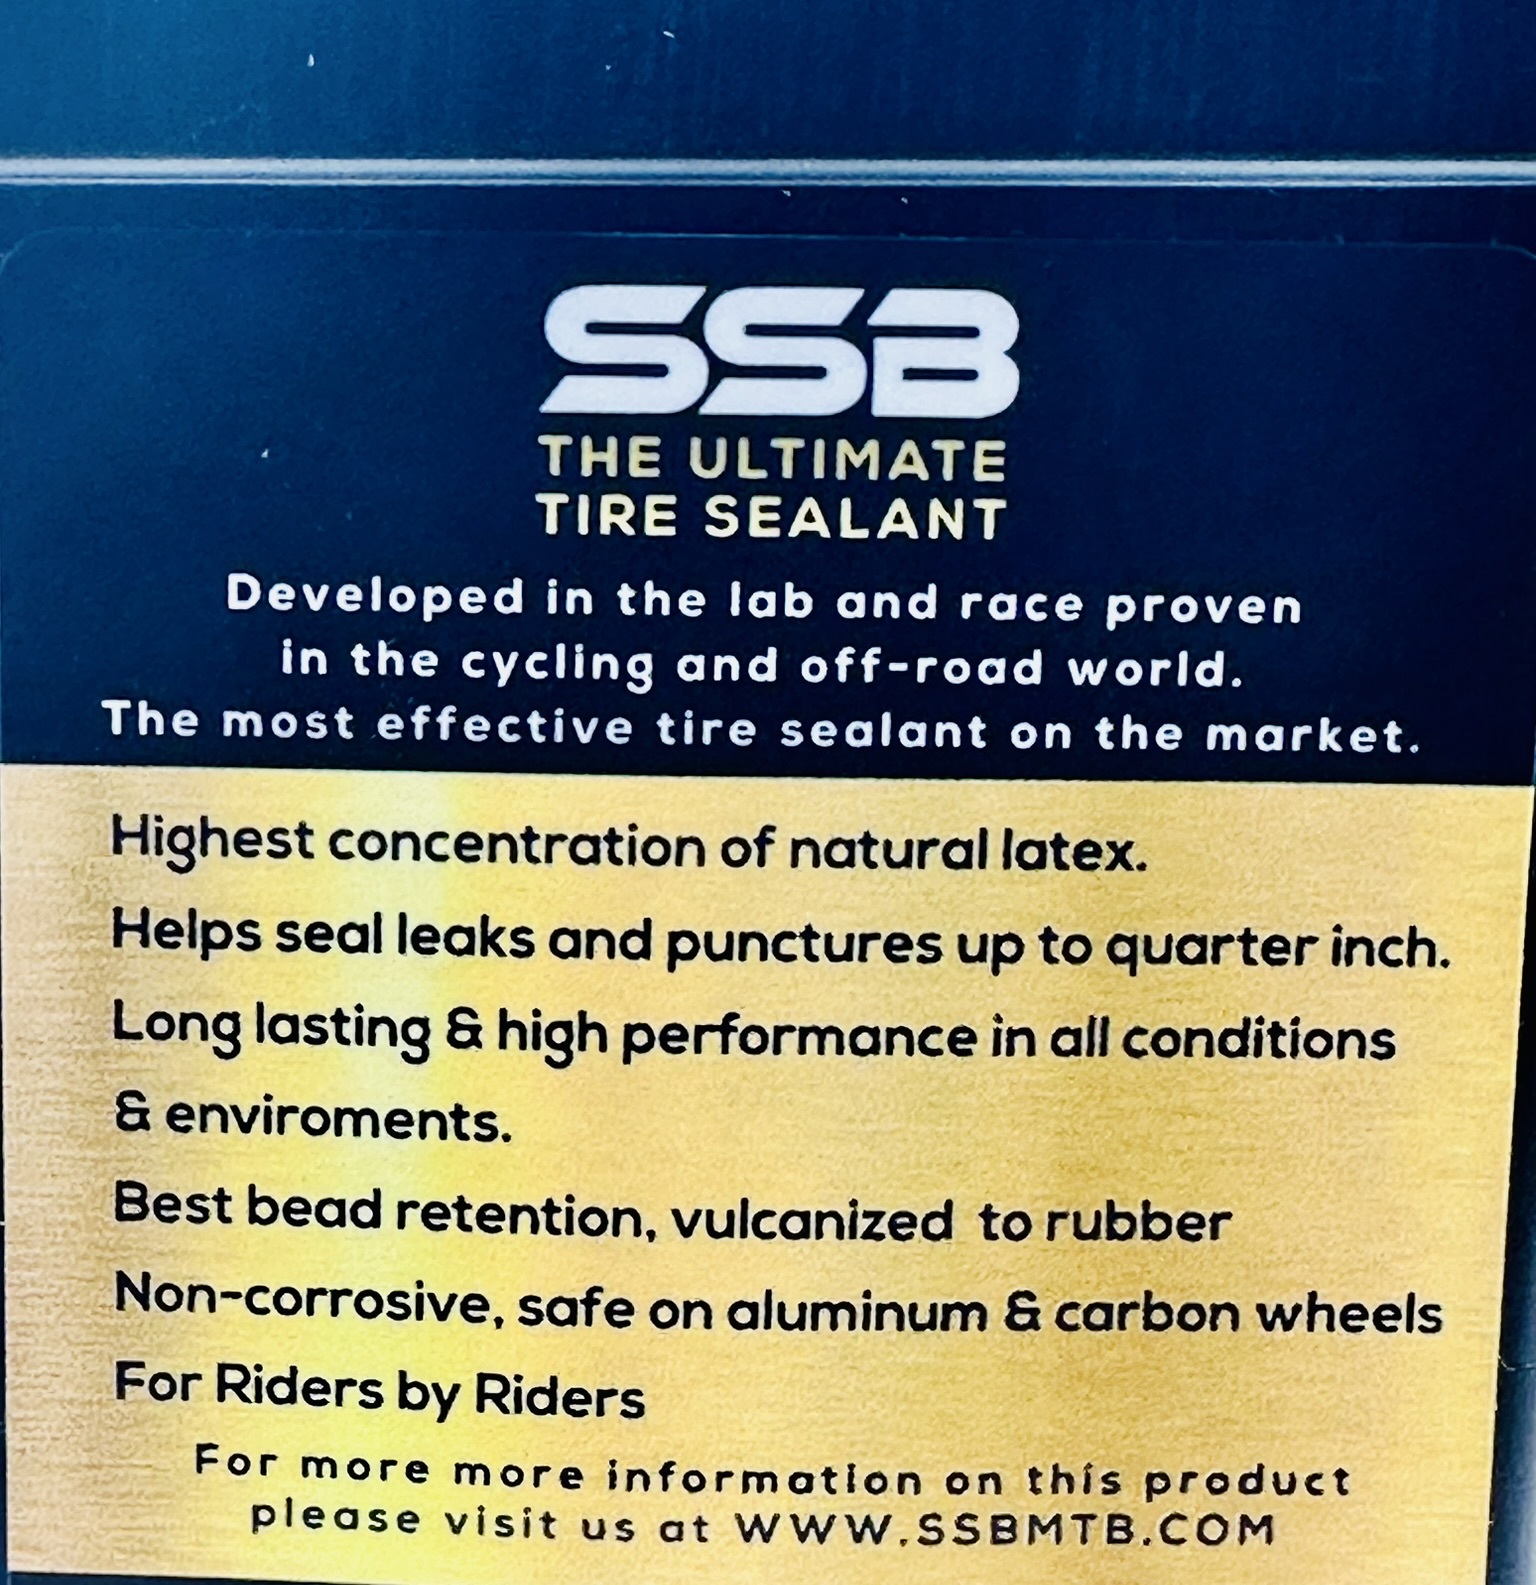 SSB
THE ULTIMATE
TIRE SEALANT
Developed in the lab and race proven
in the cycling and off-road world.
The most effective tire sealant on the market.
Highest concentration of natural latex.
Helps seal leaks and punctures up to quarter inch.
Long lasting & high performance in all conditions
& enviroments.
Best bead retention, vulcanized to rubber
Non-corrosive, safe on aluminum & carbon wheels
For Riders by Riders
For more more information on this product
please visit us at WWW.SSBMTB.COM